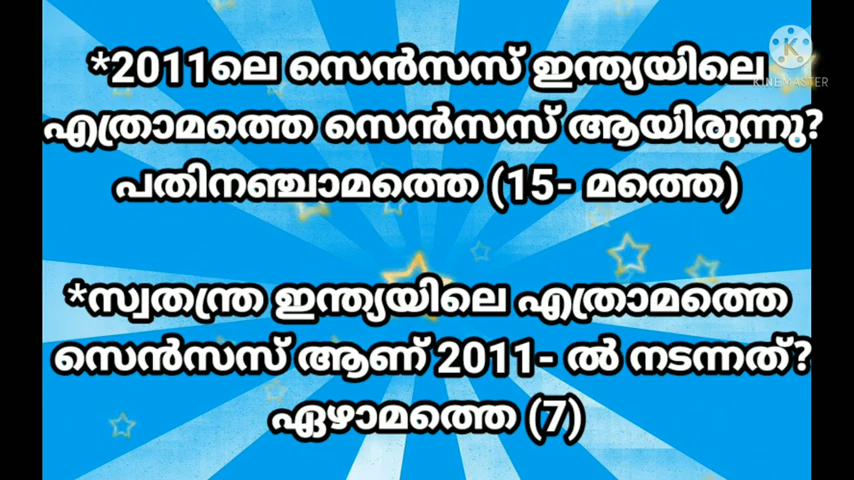 *2011ലെ സെൻസസ് ഇന്ത്യയിലെ
എത്രാമത്തെ സെൻസസ് ആയിരുന്നു?
പതിനഞ്ചാമത്തെ (15- മത്തെ)
*സ്വതന്ത്ര ഇന്ത്യയിലെ എത്രാമത്തെ
സെൻസസ് ആണ് 2011- ൽ നടന്നത്?
ഏഴാമത്തെ (7)
K
KINEMASTER